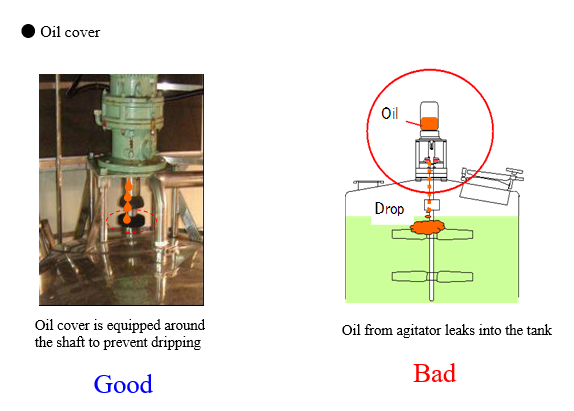 ● Oil cover
Oil
Drop
Oil cover is equipped around
the shaft to prevent dripping
Oil from agitator leaks into the tank
Good
Bad